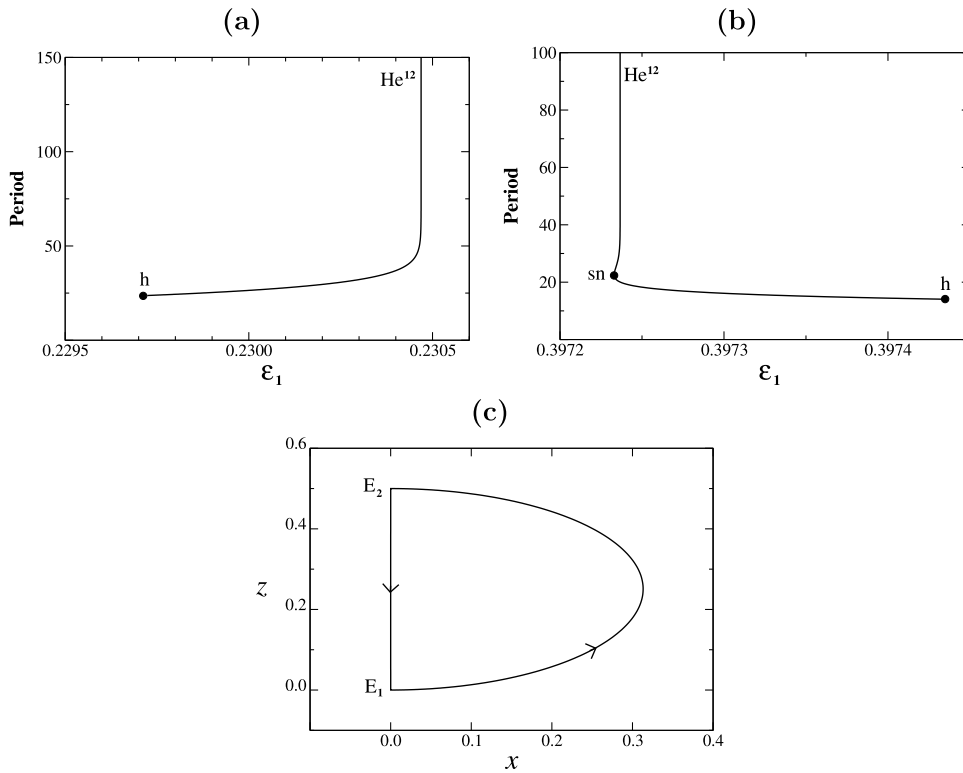 (a)
150
100
50
0.2295
0.2300
0.2305
Period
ε₁
h
He¹²
(b)
100
80
60
40
20
0.3972
0.3973
0.3974
Period
ε₁
He¹²
sn
h
(c)
0.6
0.4
0.2
0.0
z
E₂
E₁
0.0
0.1
0.2
0.3
0.4
x